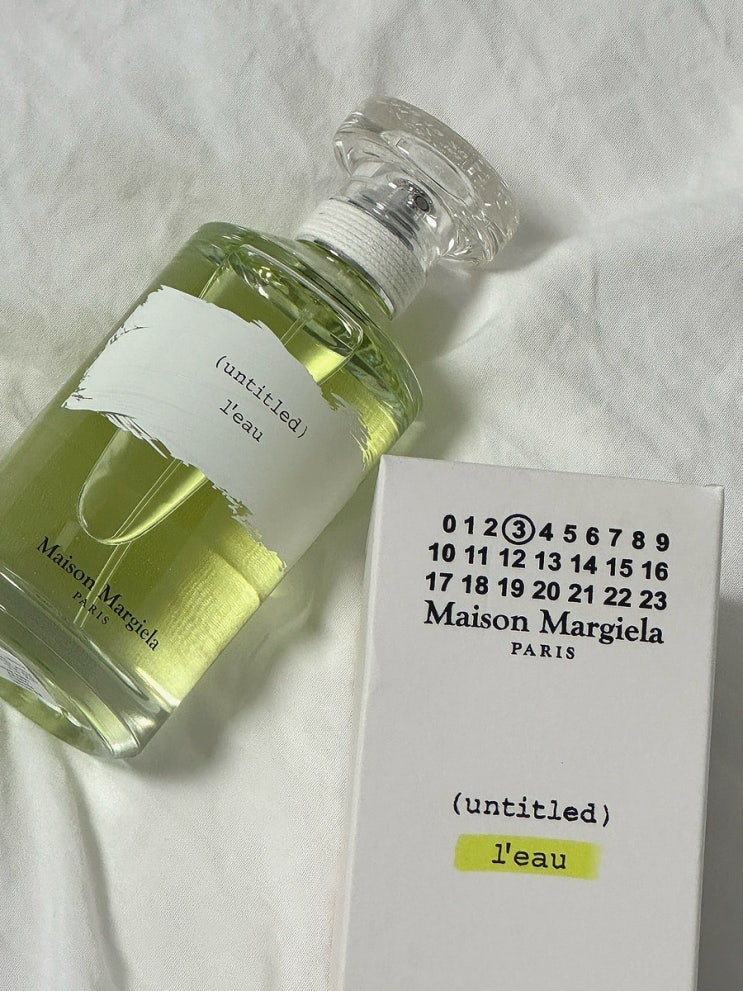 (untitled)
l'eau
Maison Margiela
PARIS
0 1 2 3 4 5 6 7 8 9
10 11 12 13 14 15 16
17 18 19 20 21 22 23
Maison Margiela
PARIS
(untitled)
l'eau